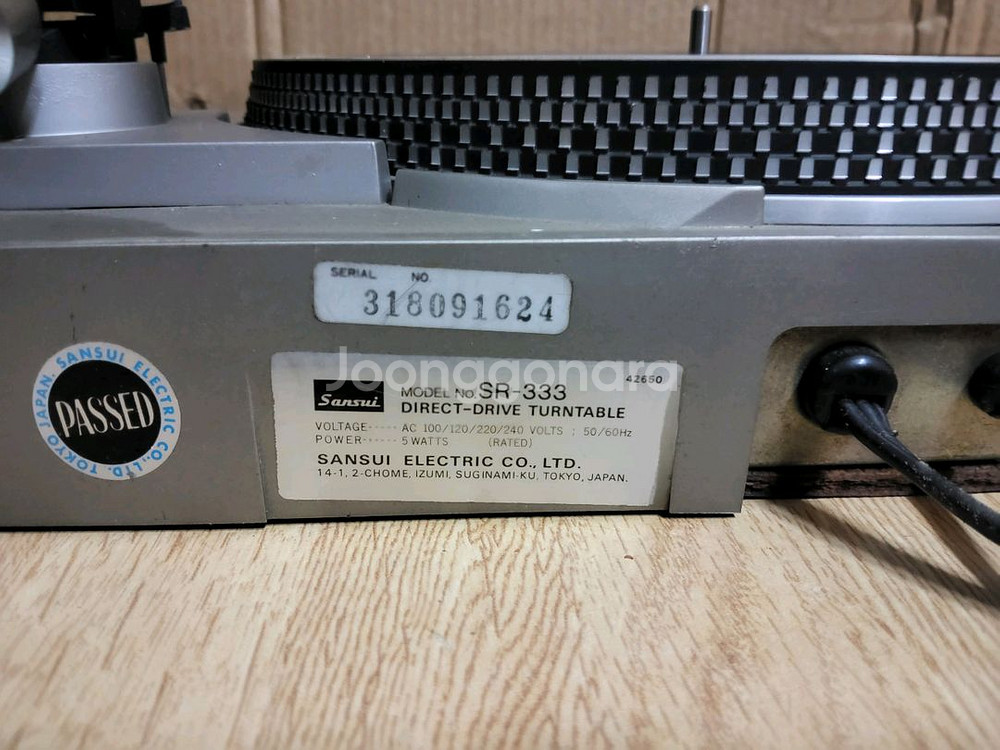 SERIAL NO.
318091624
SANSUI ELECTRIC CO., LTD. TOKYO JAPAN.
PASSED
Joonggonara
Sansui MODEL NO. SR-333 42650
DIRECT-DRIVE TURNTABLE
VOLTAGE····· AC 100/120/220/240 VOLTS ; 50/60Hz
POWER······ 5 WATTS (RATED)
SANSUI ELECTRIC CO., LTD.
14-1, 2-CHOME, IZUMI, SUGINAMI-KU, TOKYO, JAPAN.